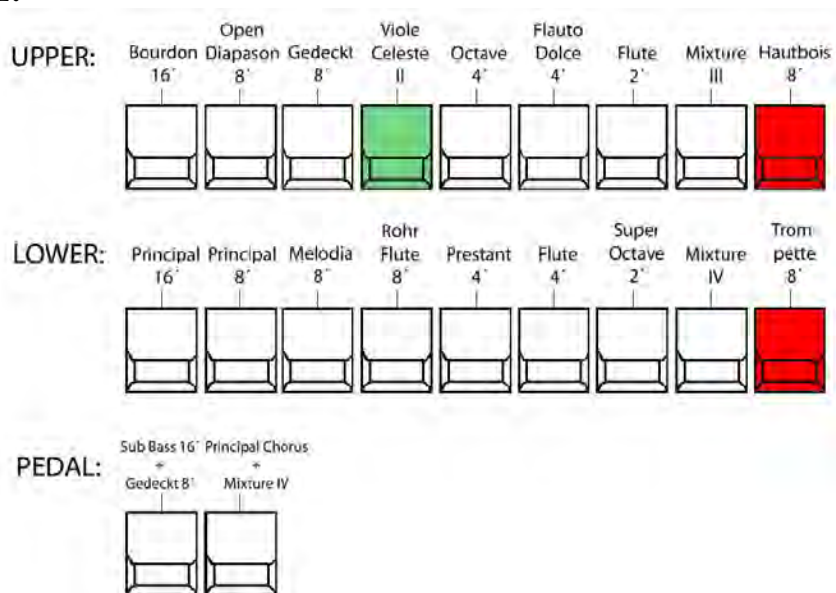 UPPER:
Bourdon 16´
Open Diapason 8´
Gedeckt 8´
Viole Celeste II
Octave 4´
Flauto Dolce 4´
Flute 2´
Mixture III
Hautbois 8´
LOWER:
Principal 16´
Principal 8´
Melodia 8´
Rohr Flute 8´
Prestant 4´
Flute 4´
Super Octave 2´
Mixture IV
Trom pette 8´
PEDAL:
Sub Bass 16´ + Gedeckt 8´
Principal Chorus + Mixture IV